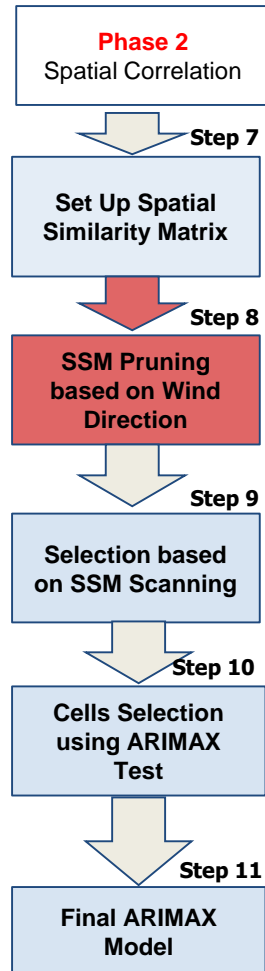 Phase 2
Spatial Correlation
Step 7
Set Up Spatial
Similarity Matrix
Step 8
SSM Pruning
based on Wind
Direction
Step 9
Selection based
on SSM Scanning
Step 10
Cells Selection
using ARIMAX
Test
Step 11
Final ARIMAX
Model